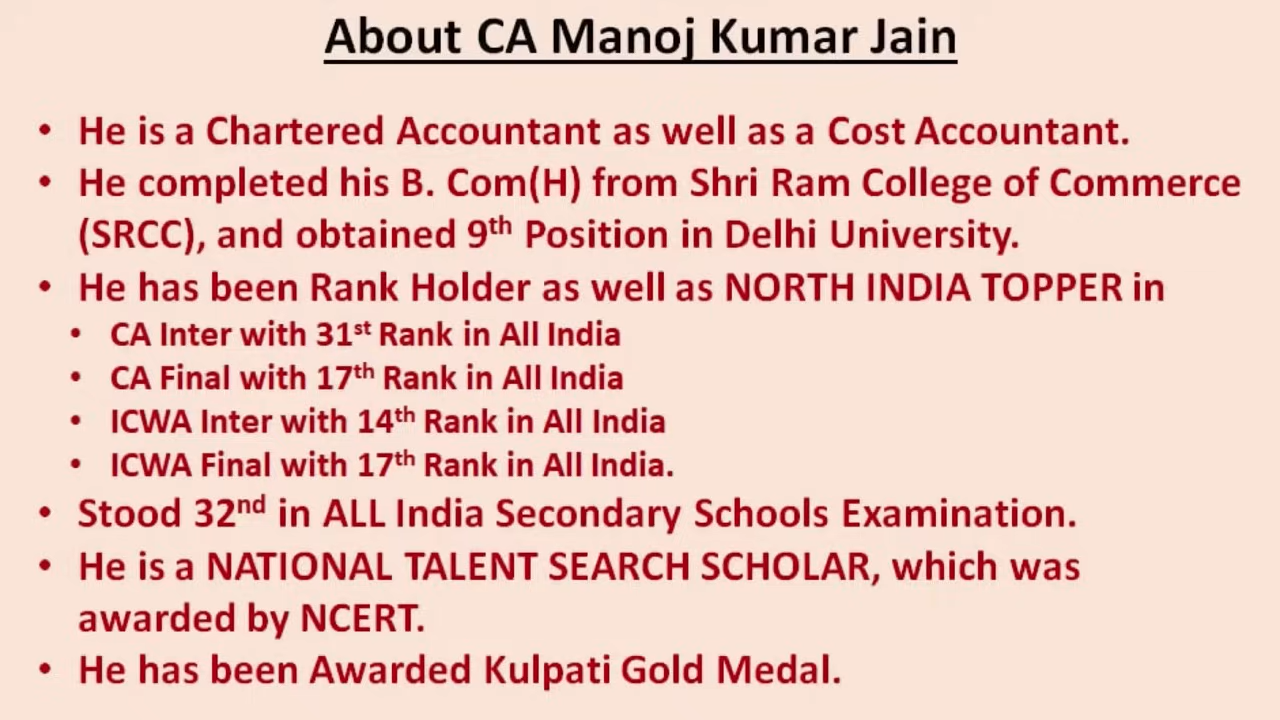 About CA Manoj Kumar Jain
• He is a Chartered Accountant as well as a Cost Accountant.
• He completed his B. Com(H) from Shri Ram College of Commerce
(SRCC), and obtained 9th Position in Delhi University.
• He has been Rank Holder as well as NORTH INDIA TOPPER in
• CA Inter with 31st Rank in All India
• CA Final with 17th Rank in All India
• ICWA Inter with 14th Rank in All India
• ICWA Final with 17th Rank in All India.
• Stood 32nd in ALL India Secondary Schools Examination.
• He is a NATIONAL TALENT SEARCH SCHOLAR, which was
awarded by NCERT.
• He has been Awarded Kulpati Gold Medal.